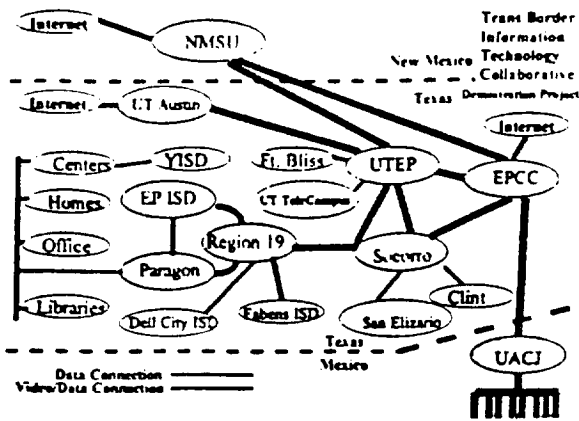 Internet
NMSU
Trans Border
Information
Technology
Collaborative
Demonstration Project
New Mexico
Texas
Internet
UT Austin
Internet
Centers
YISD
Ft. Bliss
UTEP
EPCC
Homes
EP ISD
UT TeleCampus
Office
Region 19
Socorro
Paragon
Clint
Libraries
Dell City ISD
Fabens ISD
San Elizario
Texas
Mexico
UACJ
Data Connection
Video/Data Connection